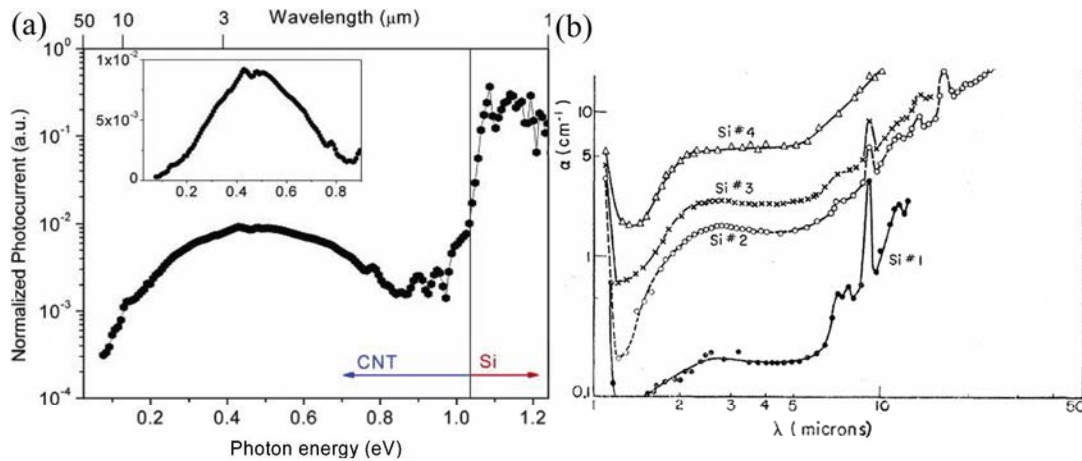 (a)
Wavelength (μm)
50 10 3 1
Normalized Photocurrent (a.u.)
10⁰
10⁻¹
10⁻²
10⁻³
10⁻⁴
1x10⁻²
5x10⁻³
0
0.2 0.4 0.6 0.8
CNT
Si
0.2 0.4 0.6 0.8 1.0 1.2
Photon energy (eV)
(b)
α (cm⁻¹)
10
5
1
0.1
Si #4
Si #3
Si #2
Si #1
1 2 3 4 5 10 50
λ (microns)